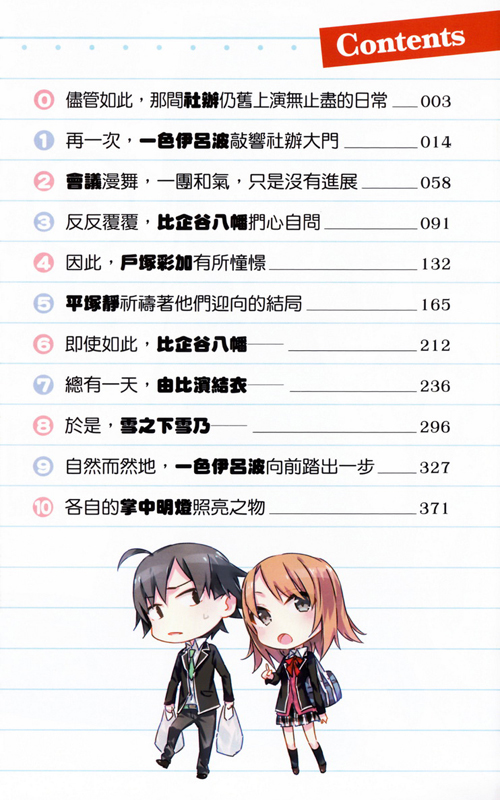 Contents
0 儘管如此，那間社辦仍舊上演無止盡的日常 003
1 再一次，一色伊呂波敲響社辦大門 014
2 會議漫舞，一團和氣，只是沒有進展 058
3 反反覆覆，比企谷八幡捫心自問 091
4 因此，戶塚彩加有所憧憬 132
5 平塚靜祈禱著他們迎向的結局 165
6 即使如此，比企谷八幡── 212
7 總有一天，由比濱結衣── 236
8 於是，雪之下雪乃── 296
9 自然而然地，一色伊呂波向前踏出一步 327
10 各自的掌中明燈照亮之物 371